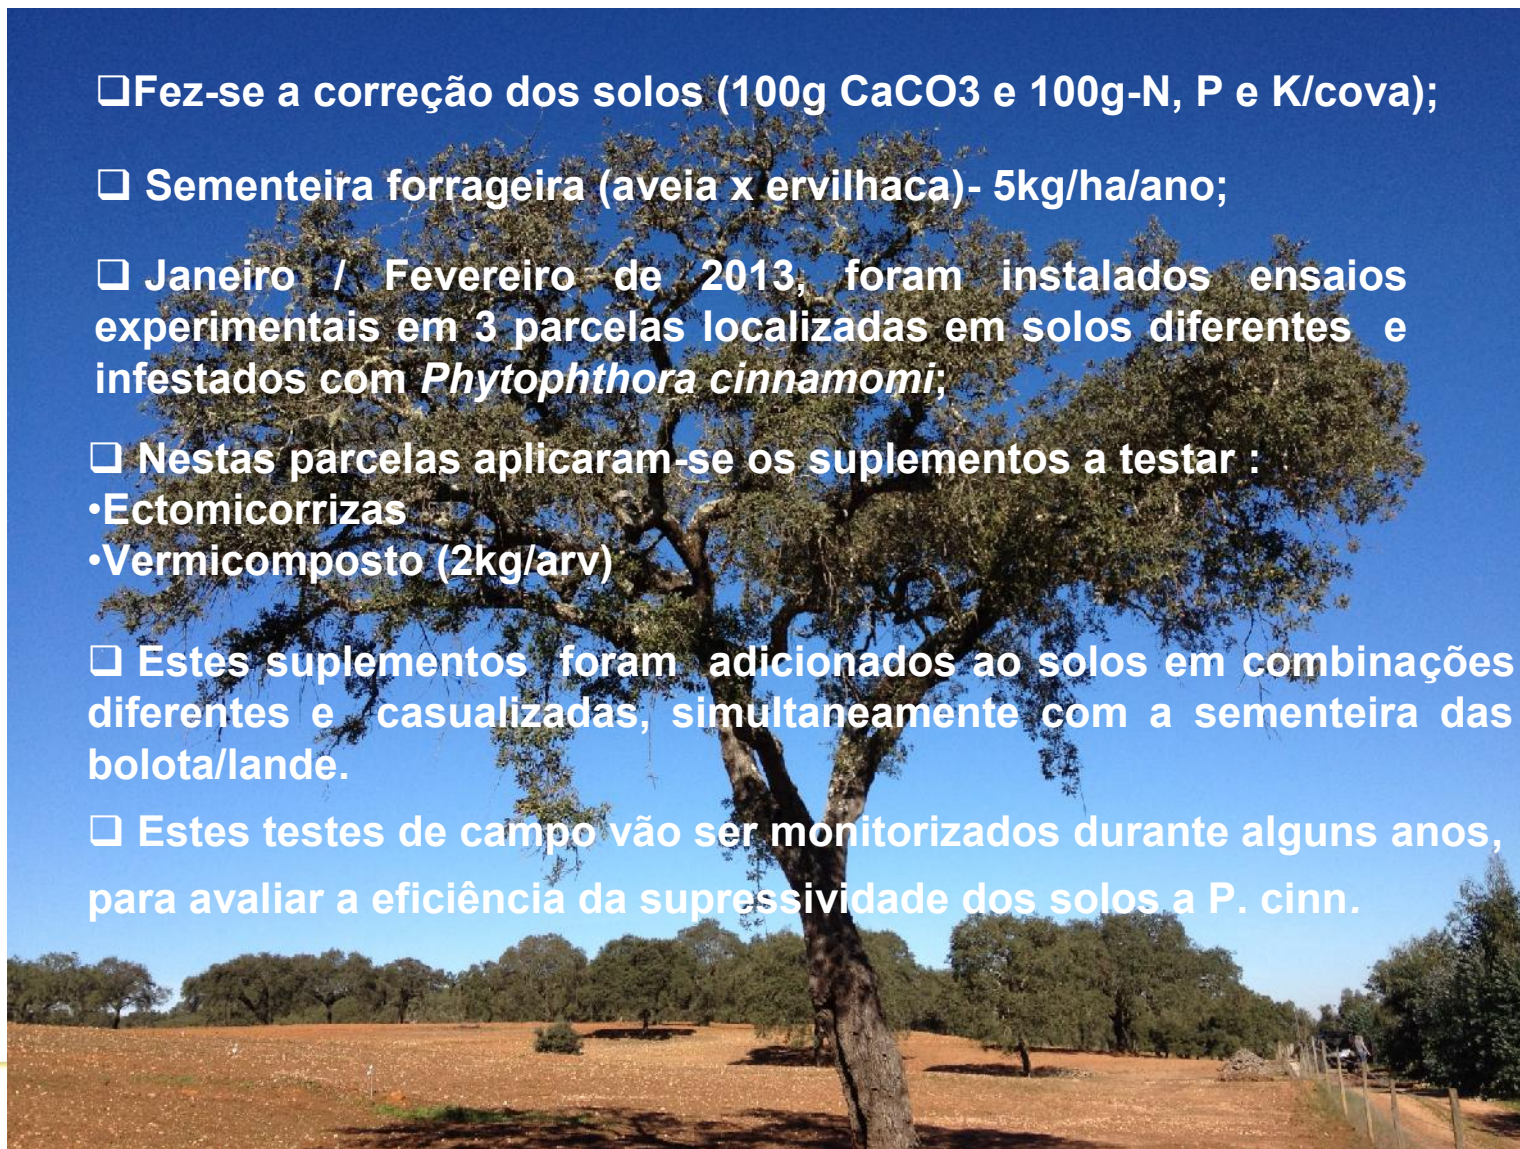 ❑Fez-se a correção dos solos (100g CaCO3 e 100g-N, P e K/cova);
❑ Sementeira forrageira (aveia x ervilhaca)- 5kg/ha/ano;
❑ Janeiro / Fevereiro de 2013, foram instalados ensaios
experimentais em 3 parcelas localizadas em solos diferentes e
infestados com Phytophthora cinnamomi;
❑ Nestas parcelas aplicaram-se os suplementos a testar :
•Ectomicorrizas
•Vermicomposto (2kg/arv)
❑ Estes suplementos foram adicionados ao solos em combinações
diferentes e casualizadas, simultaneamente com a sementeira das
bolota/lande.
❑ Estes testes de campo vão ser monitorizados durante alguns anos,
para avaliar a eficiência da supressividade dos solos a P. cinn.